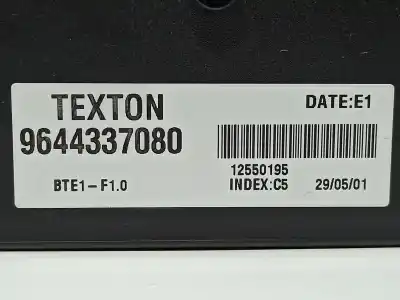 TEXTON
DATE:E1
9644337080
12550195
BTE1-F1.0
INDEX:C5
29/05/01